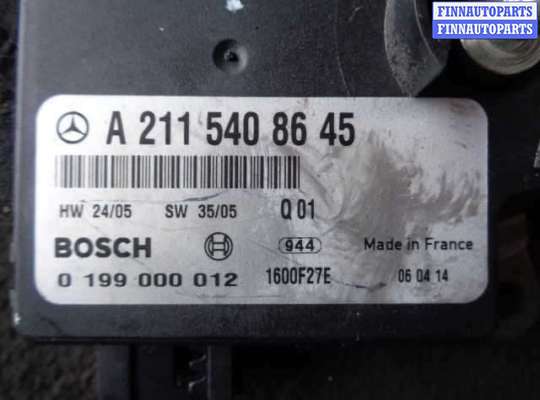 FINNAUTOPARTS
FINNAUTOPARTS
A 211 540 86 45
HW 24/05 SW 35/05 Q 01
BOSCH 944 Made in France
0 199 000 012 1600F27E 06 04 14